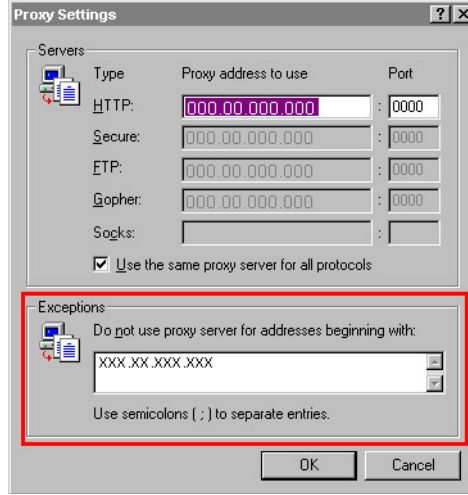 Proxy Settings
Servers
Type Proxy address to use Port
HTTP: 000.00.000.000 : 0000
Secure: 000.00.000.000 : 0000
FTP: 000.00.000.000 : 0000
Gopher: 000.00.000.000 : 0000
Socks: :
Use the same proxy server for all protocols
Exceptions
Do not use proxy server for addresses beginning with:
XXX.XX.XXX.XXX
Use semicolons ( ; ) to separate entries.
OK Cancel